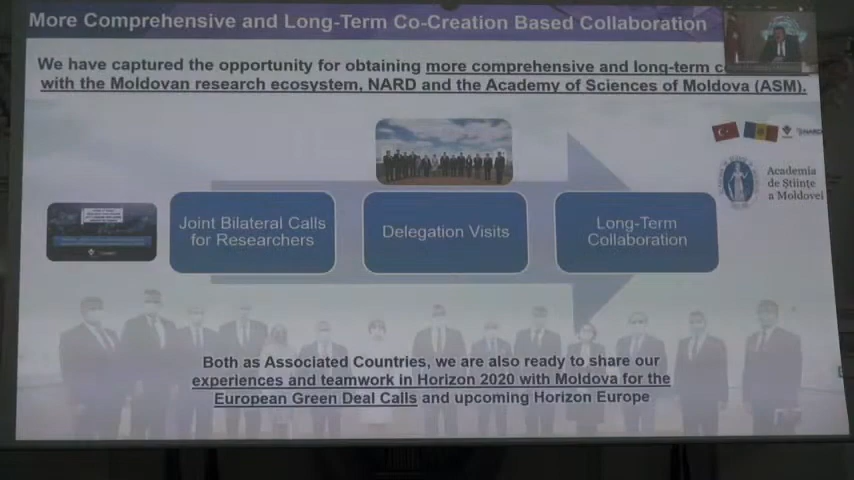 More Comprehensive and Long-Term Co-Creation Based Collaboration
We have captured the opportunity for obtaining more comprehensive and long-term
with the Moldovan research ecosystem, NARD and the Academy of Sciences of Moldova (ASM).
NARD
Academia
de Științe
a Moldovei
Joint Bilateral Calls
for Researchers
Delegation Visits
Long-Term
Collaboration
Both as Associated Countries, we are also ready to share our
experiences and teamwork in Horizon 2020 with Moldova for the
European Green Deal Calls and upcoming Horizon Europe